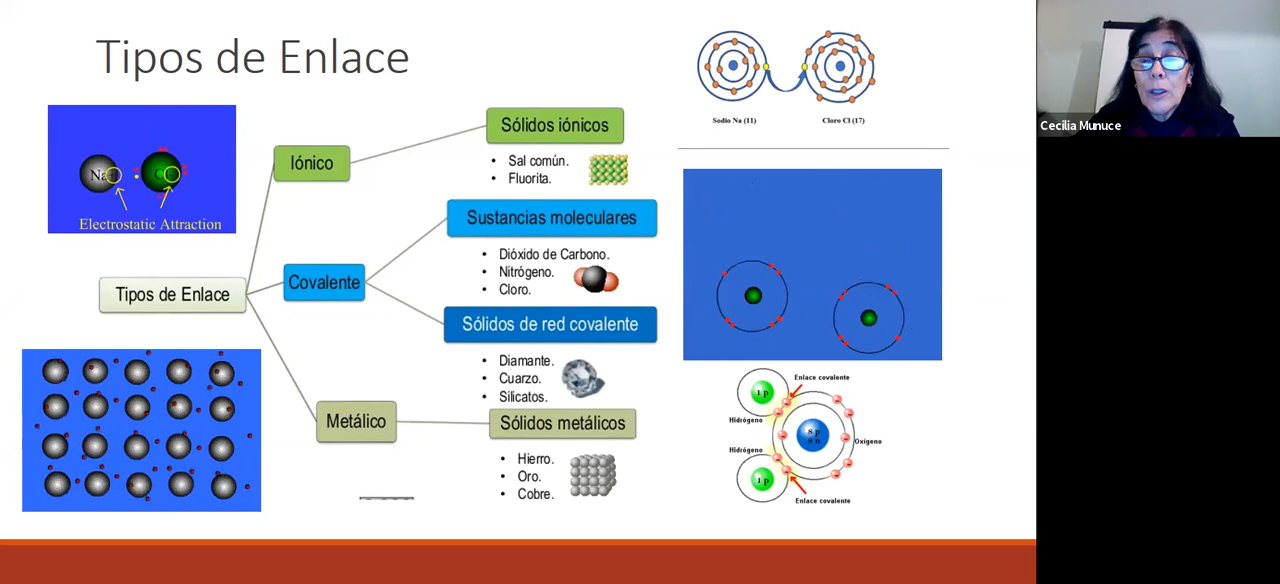 Tipos de Enlace
Na
Electrostatic Attraction
Tipos de Enlace
Iónico
Covalente
Metálico
Sólidos iónicos
• Sal común.
• Fluorita.
Sustancias moleculares
• Dióxido de Carbono.
• Nitrógeno.
• Cloro.
Sólidos de red covalente
• Diamante.
• Cuarzo.
• Silicatos.
Sólidos metálicos
• Hierro.
• Oro.
• Cobre.
Sodio Na (11)
Cloro Cl (17)
Enlace covalente
1 p
Hidrógeno
8 p
8 n
Oxígeno
Hidrógeno
1 p
Enlace covalente
Cecilia Munuce